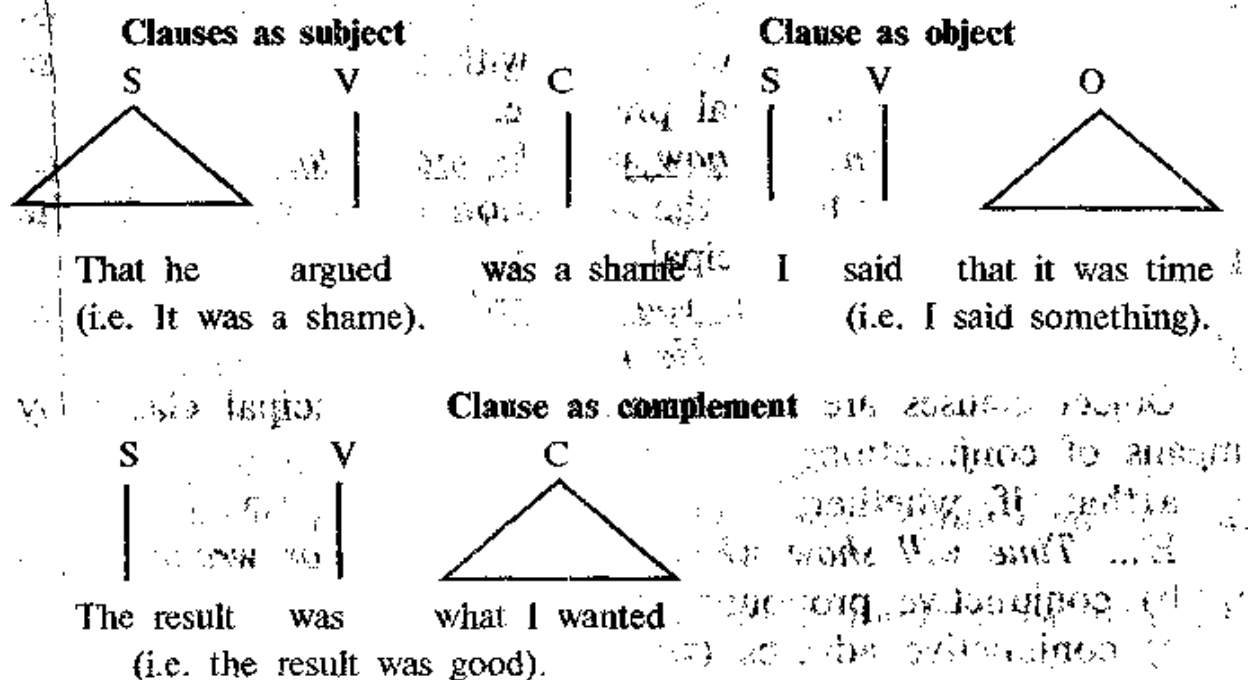 Clauses as subject Clause as object
S V C S V O
That he argued was a shame I said that it was time
(i.e. It was a shame). (i.e. I said something).
Clause as complement
S V C
The result was what I wanted
(i.e. the result was good).